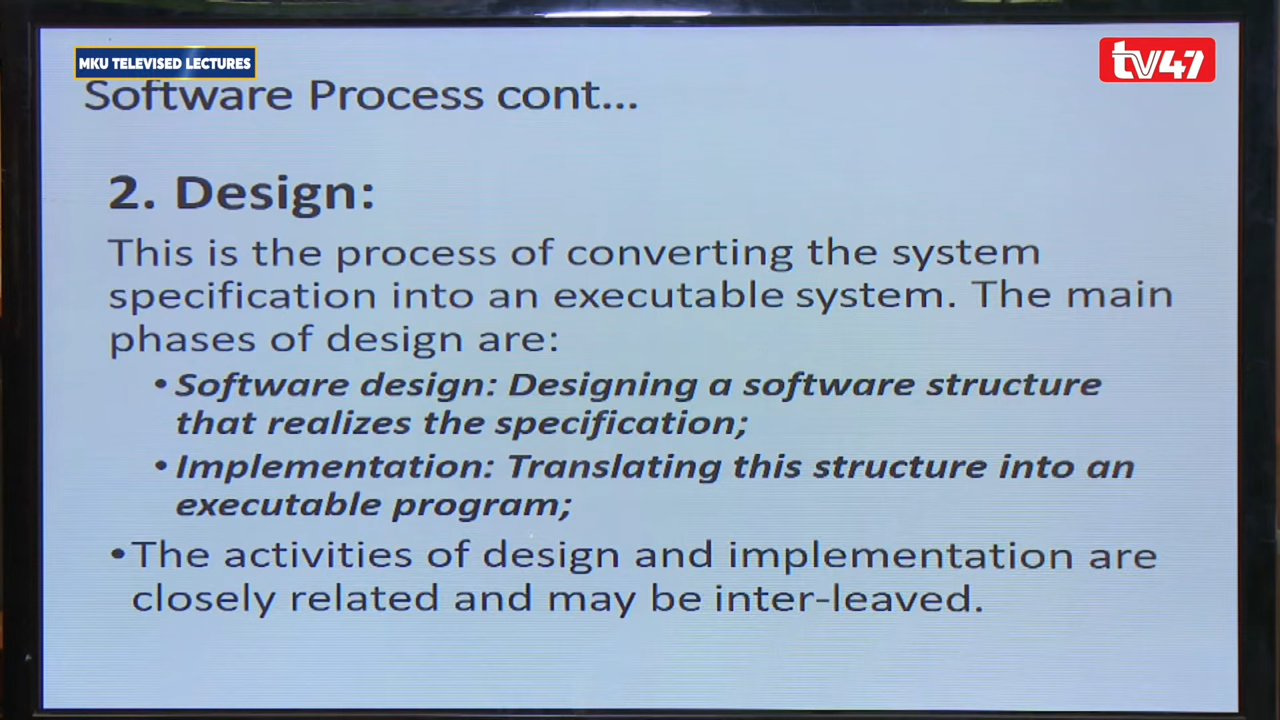 MKU TELEVISED LECTURES
tv47
Software Process cont...
2. Design:
This is the process of converting the system
specification into an executable system. The main
phases of design are:
•Software design: Designing a software structure
that realizes the specification;
•Implementation: Translating this structure into an
executable program;
•The activities of design and implementation are
closely related and may be inter-leaved.